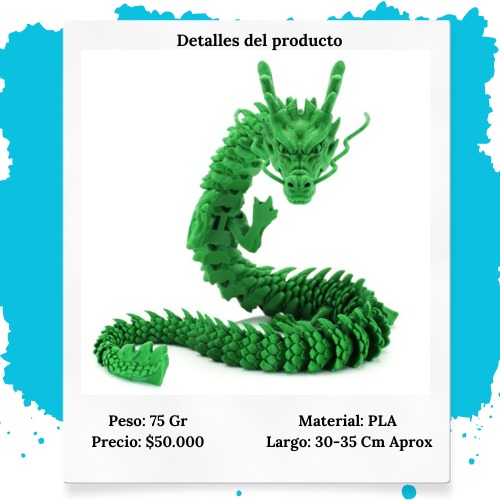 Detalles del producto
Peso: 75 Gr
Material: PLA
Precio: $50.000
Largo: 30-35 Cm Aprox